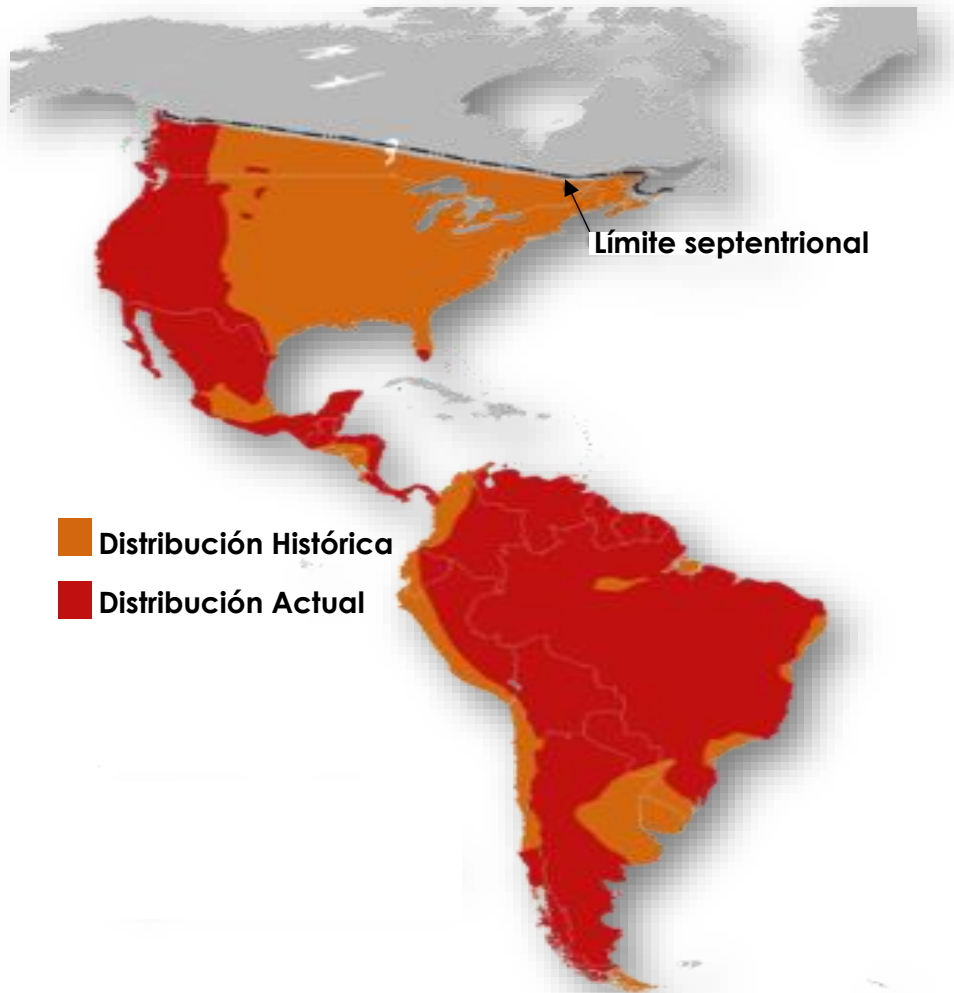 Límite septentrional
Distribución Histórica
Distribución Actual